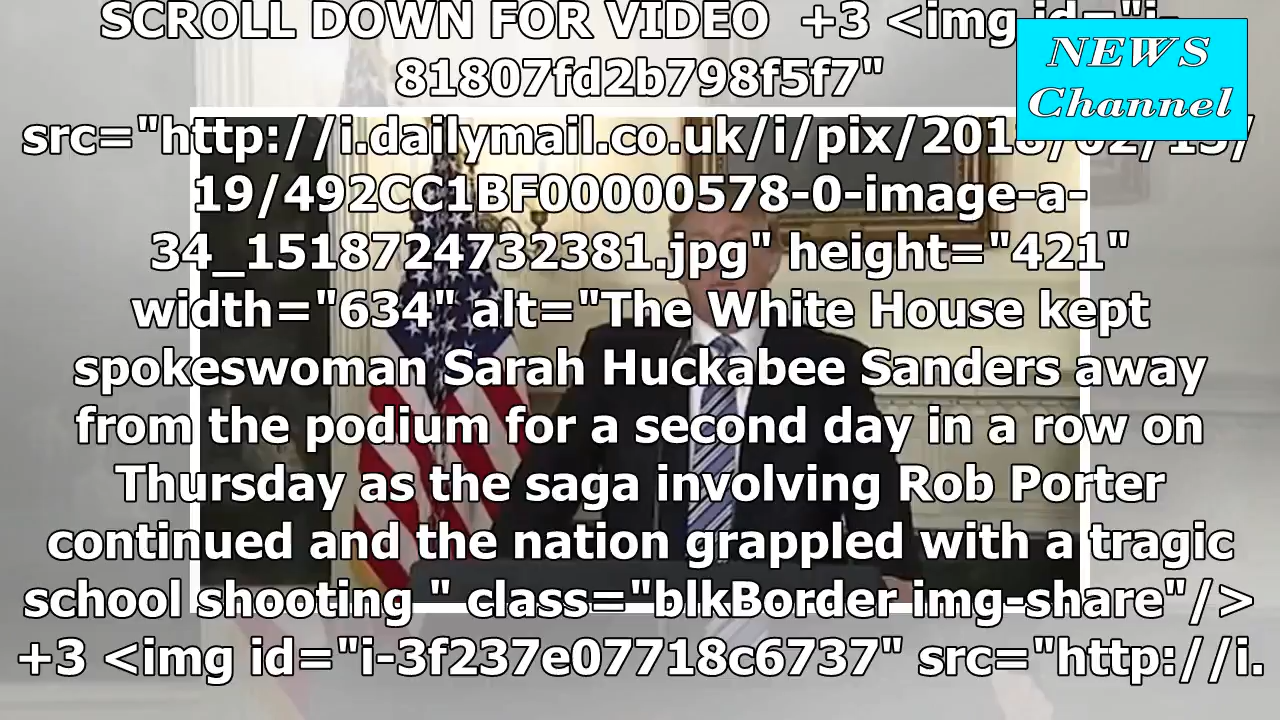 SCROLL DOWN FOR VIDEO +3 <img id="i-
81807fd2b798f5f7"
src="http://i.dailymail.co.uk/i/pix/2018/02/15/
19/492CC1BF00000578-0-image-a-
34_1518724732381.jpg" height="421"
width="634" alt="The White House kept
spokeswoman Sarah Huckabee Sanders away
from the podium for a second day in a row on
Thursday as the saga involving Rob Porter
continued and the nation grappled with a tragic
school shooting " class="blkBorder img-share"/>
+3 <img id="i-3f237e07718c6737" src="http://i.
NEWS
Channel